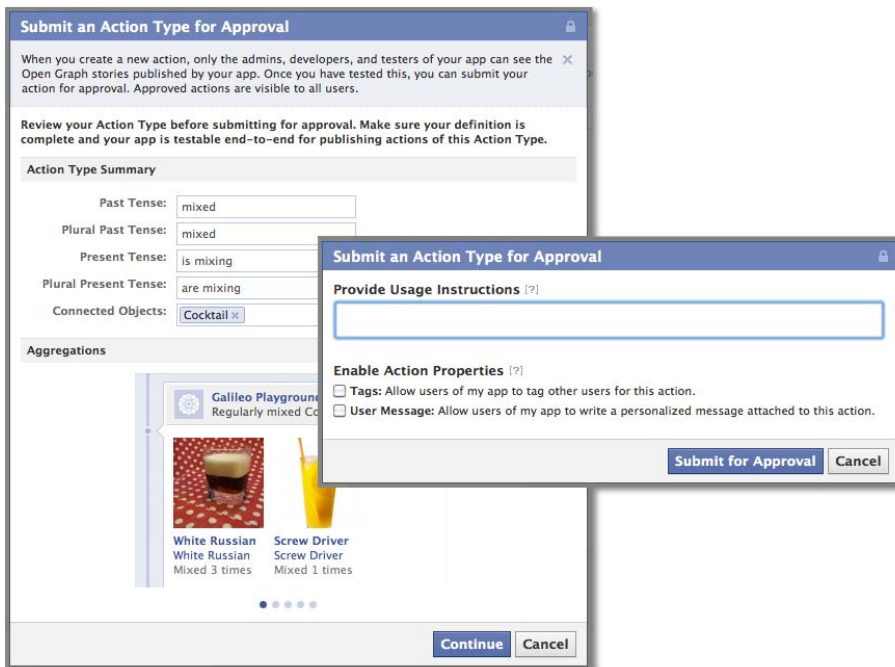 Submit an Action Type for Approval
When you create a new action, only the admins, developers, and testers of your app can see the
Open Graph stories published by your app. Once you have tested this, you can submit your
action for approval. Approved actions are visible to all users.
Review your Action Type before submitting for approval. Make sure your definition is
complete and your app is testable end-to-end for publishing actions of this Action Type.
Action Type Summary
Past Tense: mixed
Plural Past Tense: mixed
Present Tense: is mixing
Plural Present Tense: are mixing
Connected Objects: Cocktail ×
Aggregations
Galileo Playground
Regularly mixed Co
White Russian Screw Driver
White Russian Screw Driver
Mixed 3 times Mixed 1 times
Continue Cancel
Submit an Action Type for Approval
Provide Usage Instructions [?]
Enable Action Properties [?]
Tags: Allow users of my app to tag other users for this action.
User Message: Allow users of my app to write a personalized message attached to this action.
Submit for Approval Cancel